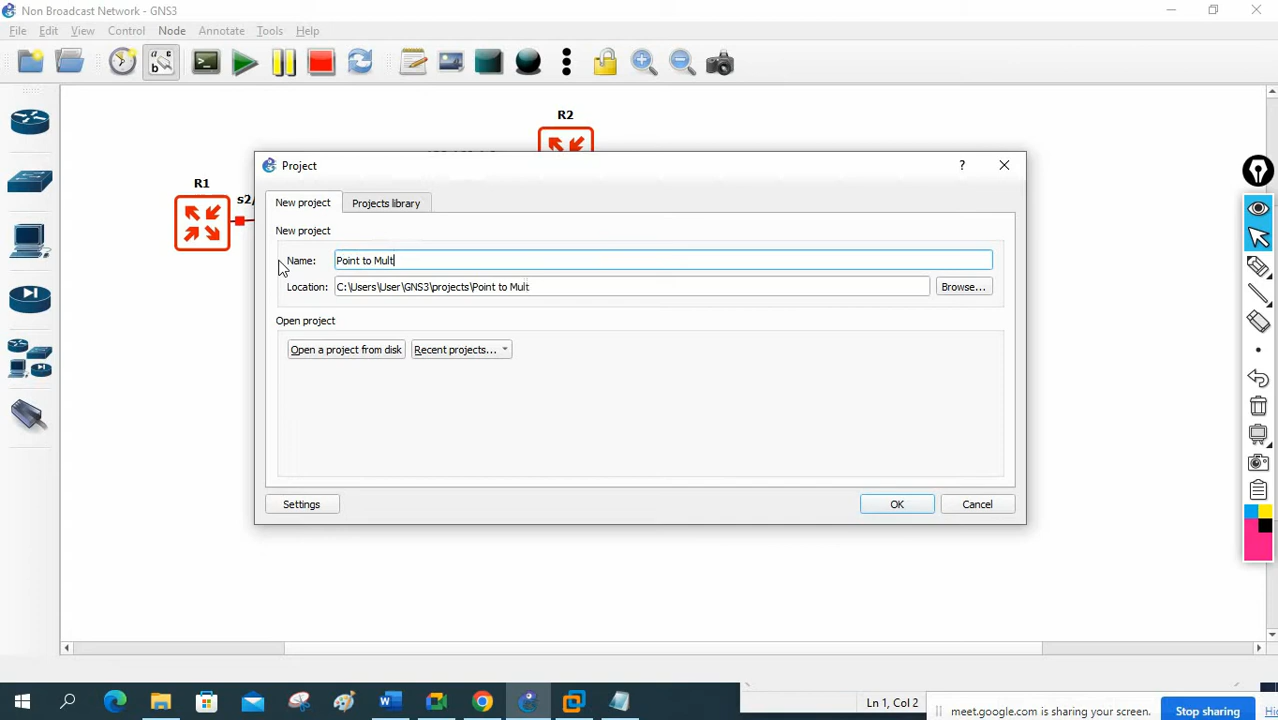 Non Broadcast Network - GNS3
File Edit View Control Node Annotate Tools Help
R2
R1
s2/
Project
?
New project
Projects library
New project
Name: Point to Mult
Location: C:\Users\User\GNS3\projects\Point to Mult
Browse...
Open project
Open a project from disk
Recent projects...
Settings
OK
Cancel
Ln 1, Col 2
meet.google.com is sharing your screen.
Stop sharing